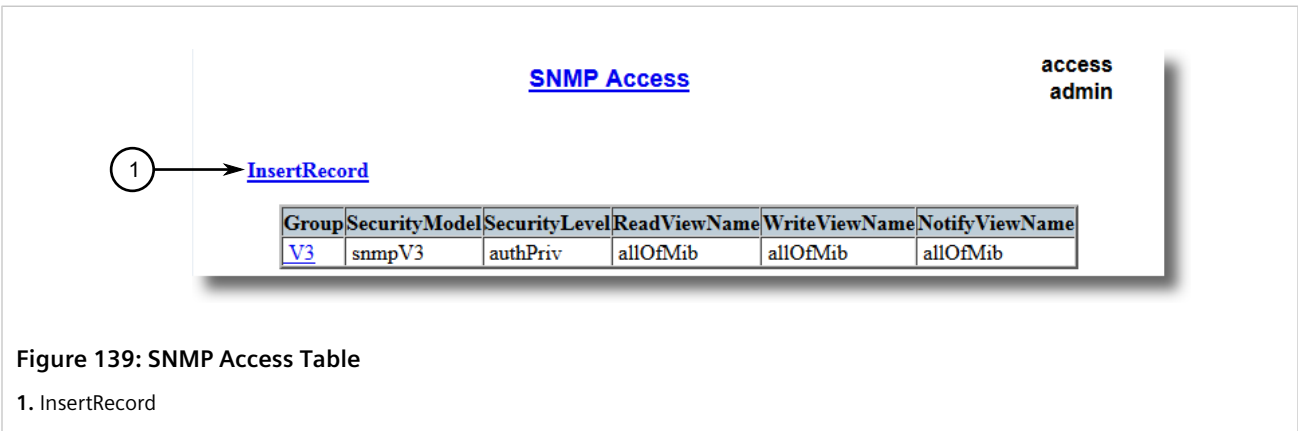 SNMP Access
access
admin
1
InsertRecord
Group SecurityModel SecurityLevel ReadViewName WriteViewName NotifyViewName
V3 snmpV3 authPriv allOfMib allOfMib allOfMib
Figure 139: SNMP Access Table
1. InsertRecord